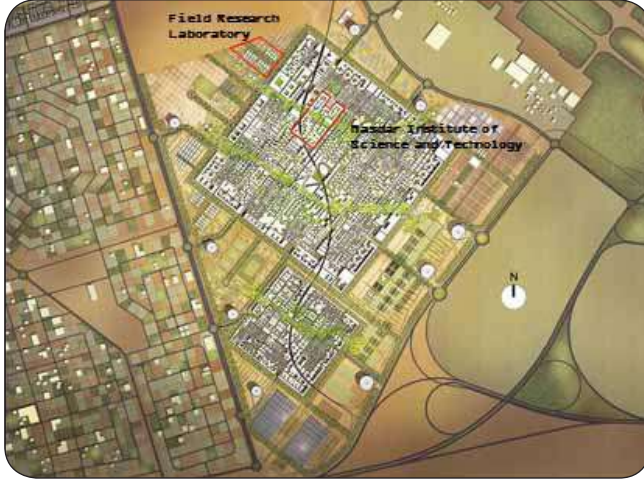 Field Research
Laboratory
Masdar Institute of
Science and Technology
N